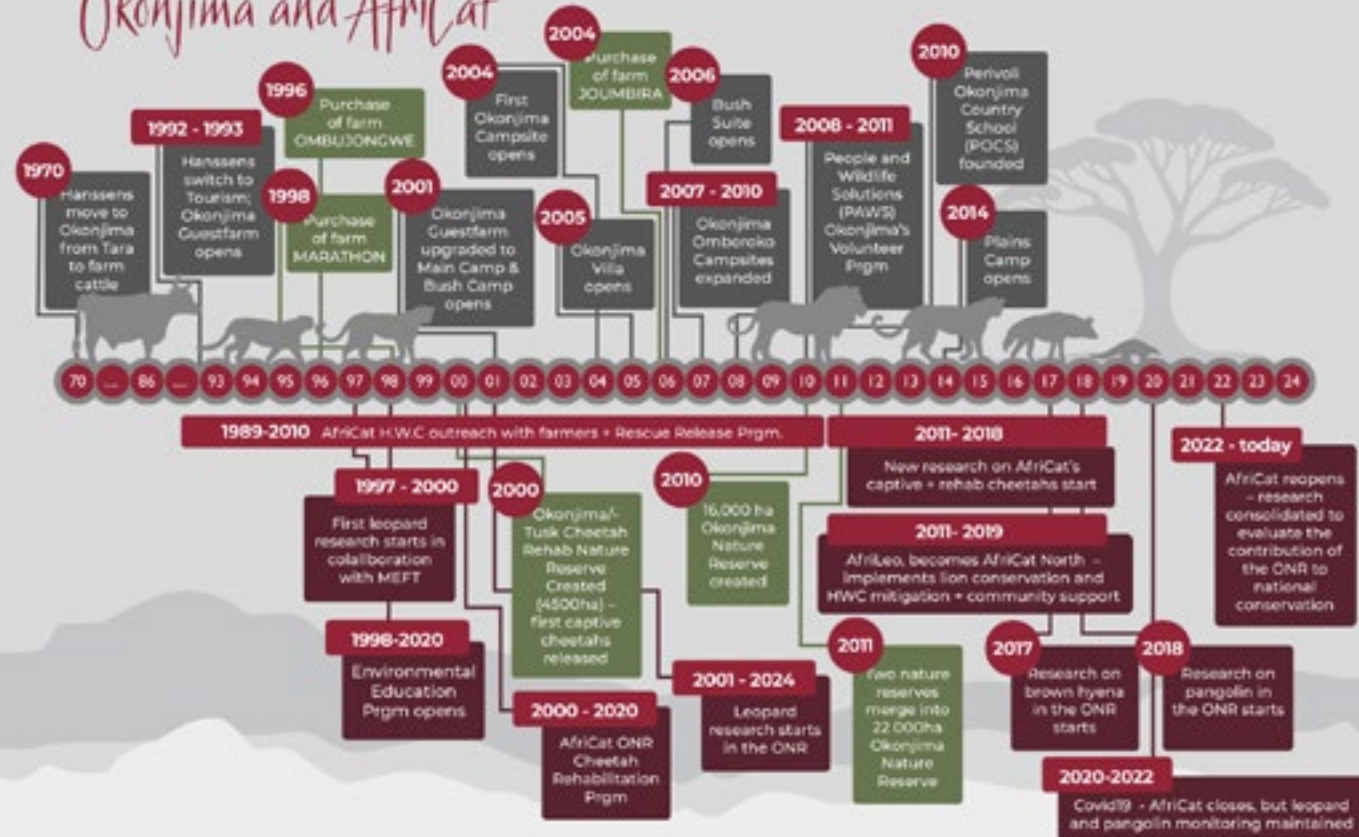 Okonjima and AfriCat
1970
Hanssens
move to
Okonjima
from Tara
to farm
cattle
1992 - 1993
Hanssens
switch to
Tourism;
Okonjima
Guestfarm
opens
1996
Purchase
of farm
OMBUJONGWE
1998
Purchase
of farm
MARATHON
2001
Okonjima
Guestfarm
upgraded to
Main Camp &
Bush Camp
opens
2004
First
Okonjima
Campsite
opens
2004
Purchase
of farm
JOUMBIRA
2005
Okonjima
Villa
opens
2006
Bush
Suite
opens
2007 - 2010
Okonjima
Omboroko
Campsites
expanded
2008 - 2011
People and
Wildlife
Solutions
(PAWS)
Okonjima's
Volunteer
Prgm
2010
Perivoli
Okonjima
Country
School
(POCS)
founded
2014
Plains
Camp
opens
70 ... 86 ... 93 94 95 96 97 98 99 00 01 02 03 04 05 06 07 08 09 10 11 12 13 14 15 16 17 18 19 20 21 22 23 24
1989-2010 AfriCat H.W.C outreach with farmers + Rescue Release Prgm.
1997 - 2000
First leopard
research starts in
colallboration
with MEFT
1998-2020
Environmental
Education
Prgm opens
2000
Okonjima/-
Tusk Cheetah
Rehab Nature
Reserve
Created
(4500ha) –
first captive
cheetahs
released
2000 - 2020
AfriCat ONR
Cheetah
Rehabilitation
Prgm
2001 - 2024
Leopard
research starts
in the ONR
2010
16,000 ha
Okonjima
Nature
Reserve
created
2011
Two nature
reserves
merge into
22 000ha
Okonjima
Nature
Reserve
2011- 2018
New research on AfriCat's
captive + rehab cheetahs start
2011- 2019
AfriLeo, becomes AfriCat North –
implements lion conservation and
HWC mitigation + community support
2017
Research on
brown hyena
in the ONR
starts
2018
Research on
pangolin in
the ONR starts
2020-2022
Covid19 - AfriCat closes, but leopard
and pangolin monitoring maintained
2022 - today
AfriCat reopens
– research
consolidated to
evaluate the
contribution of
the ONR to
national
conservation